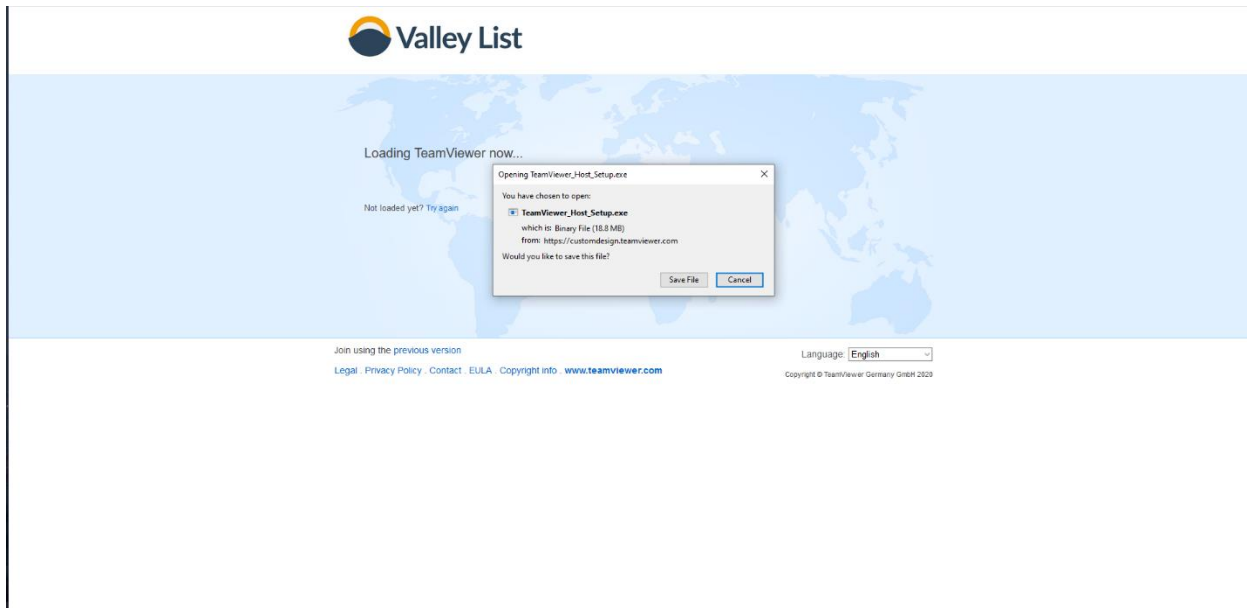 Valley List
Loading TeamViewer now...
Not loaded yet? Try again
Opening TeamViewer_Host_Setup.exe
You have chosen to open:
TeamViewer_Host_Setup.exe
which is: Binary File (18.8 MB)
from: https://customdesign.teamviewer.com
Would you like to save this file?
Save File Cancel
Join using the previous version
Language: English
Legal . Privacy Policy . Contact . EULA . Copyright info . www.teamviewer.com
Copyright © TeamViewer Germany GmbH 2020